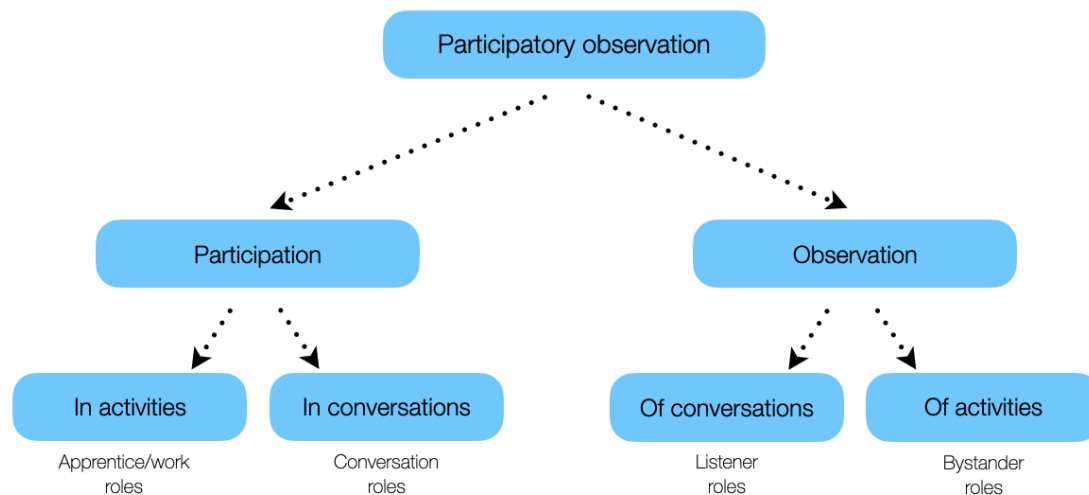 Participatory observation
Participation
Observation
In activities
In conversations
Of conversations
Of activities
Apprentice/work
roles
Conversation
roles
Listener
roles
Bystander
roles